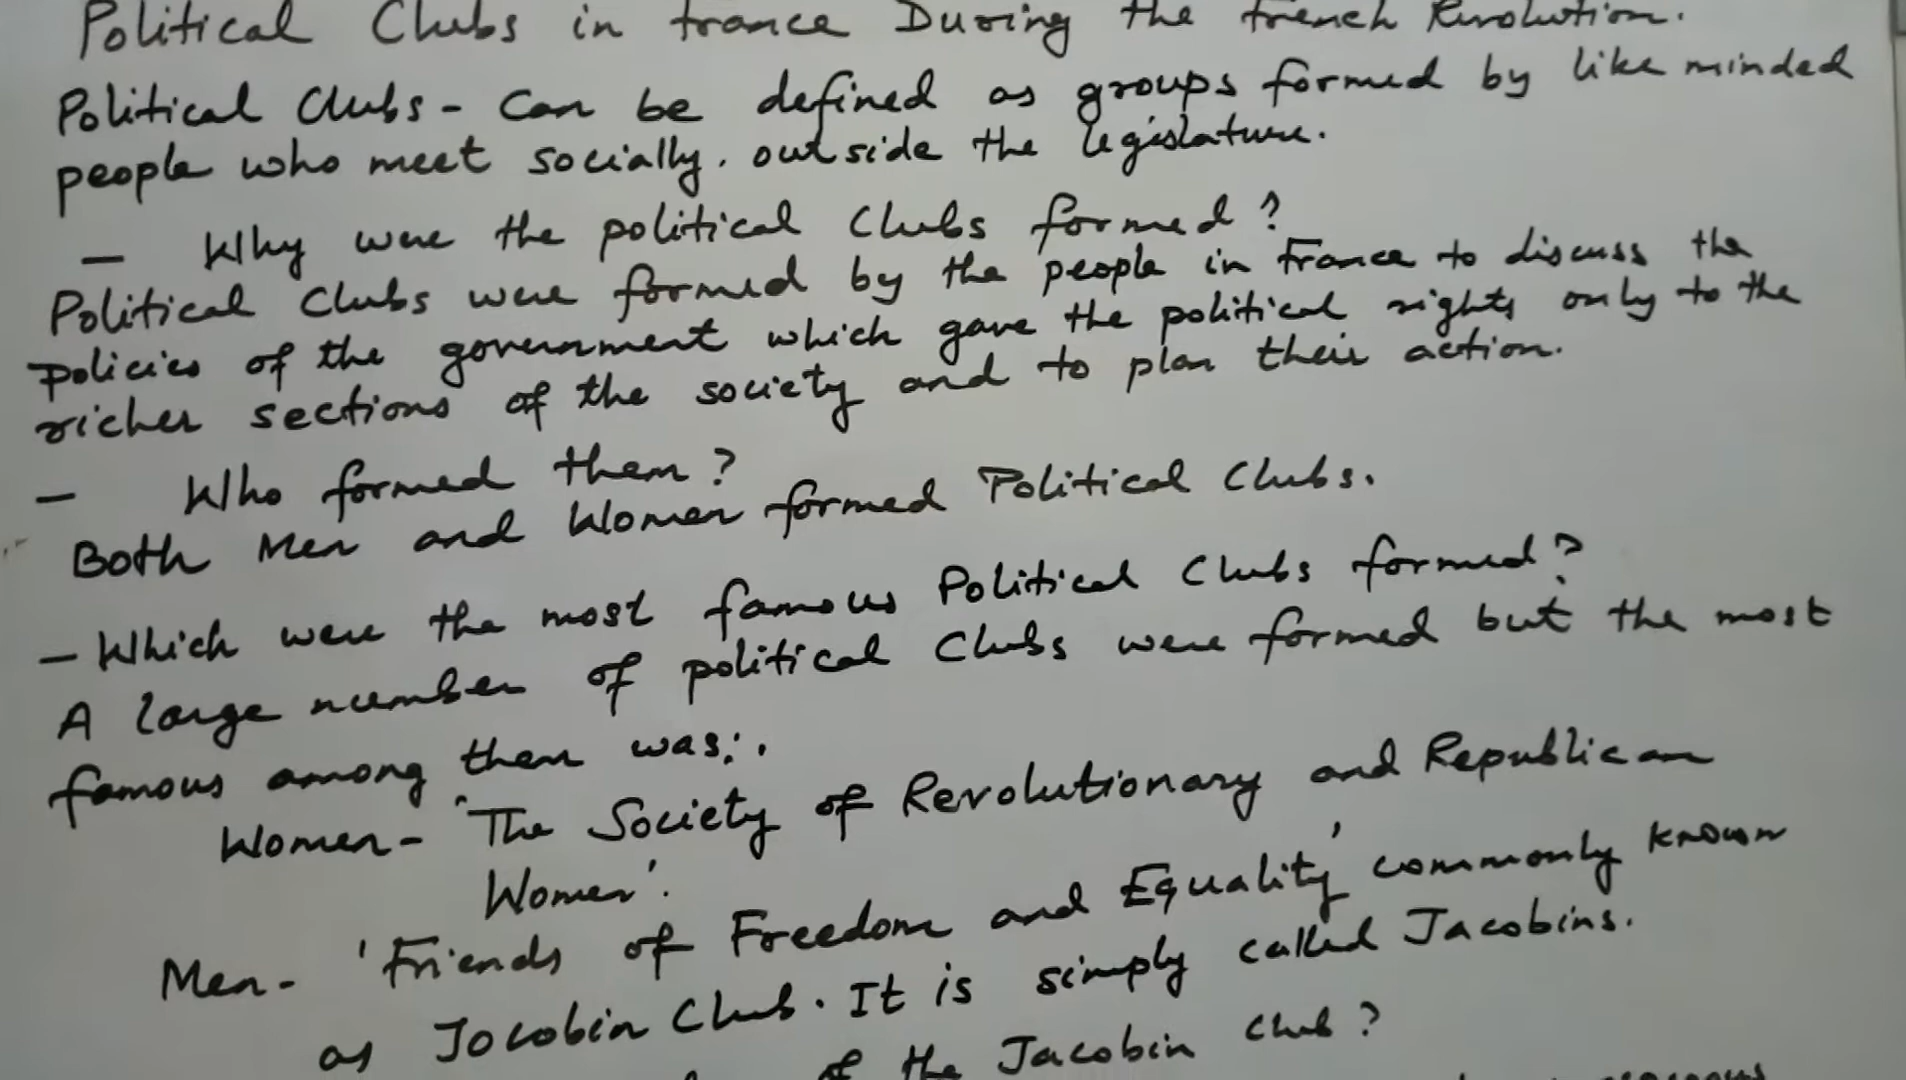 Political Clubs in France During the French Revolution.
Political Clubs - Can be defined as groups formed by like minded
people who meet socially. outside the legislature.
— Why were the political Clubs formed?
Political Clubs were formed by the people in France to discuss the
policies of the government which gave the political rights only to the
richer sections of the society and to plan their action.
— Who formed them?
Both Men and Women formed Political Clubs.
— Which were the most famous Political Clubs formed?
A large number of political Clubs were formed but the most
famous among them was:.
Women - 'The Society of Revolutionary and Republican
Women'.
Men - 'Friends of Freedom and Equality' commonly known
as Jocobin Club. It is simply called Jacobins.
of the Jacobin Club?